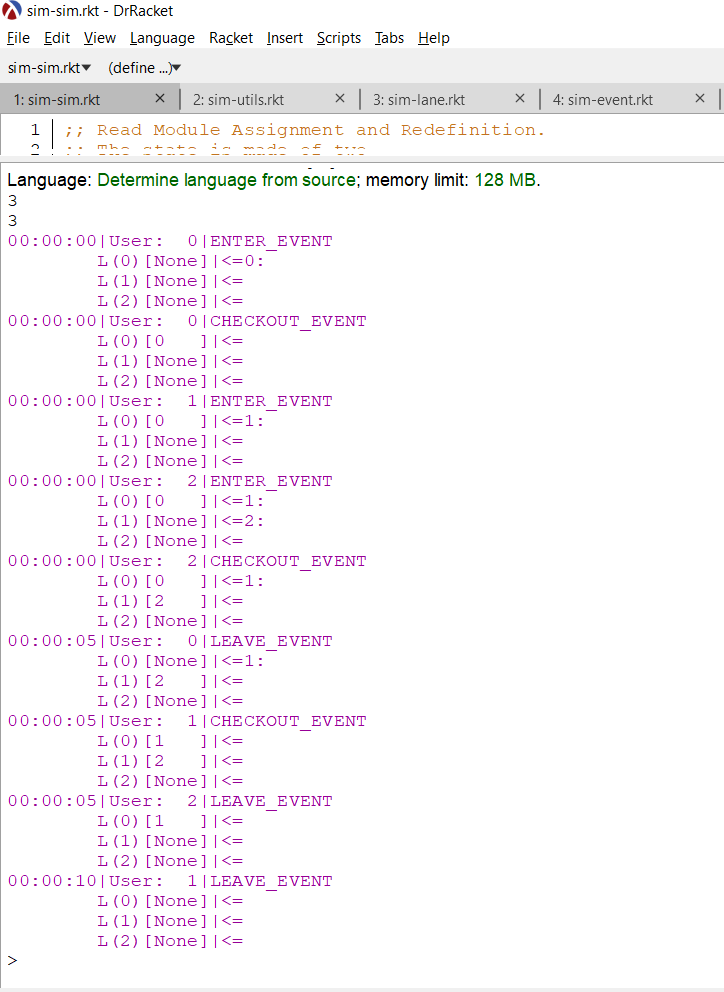 sim-sim.rkt - DrRacket
File Edit View Language Racket Insert Scripts Tabs Help
sim-sim.rkt▾ (define ...)▾
1: sim-sim.rkt × 2: sim-utils.rkt × 3: sim-lane.rkt × 4: sim-event.rkt ×
1 ;; Read Module Assignment and Redefinition.
2 ;; The state is made of two
Language: Determine language from source; memory limit: 128 MB.
3
3
00:00:00|User:  0|ENTER_EVENT
L(0)[None]|<=0:
L(1)[None]|<=
L(2)[None]|<=
00:00:00|User:  0|CHECKOUT_EVENT
L(0)[0   ]|<=
L(1)[None]|<=
L(2)[None]|<=
00:00:00|User:  1|ENTER_EVENT
L(0)[0   ]|<=1:
L(1)[None]|<=
L(2)[None]|<=
00:00:00|User:  2|ENTER_EVENT
L(0)[0   ]|<=1:
L(1)[None]|<=2:
L(2)[None]|<=
00:00:00|User:  2|CHECKOUT_EVENT
L(0)[0   ]|<=1:
L(1)[2   ]|<=
L(2)[None]|<=
00:00:05|User:  0|LEAVE_EVENT
L(0)[None]|<=1:
L(1)[2   ]|<=
L(2)[None]|<=
00:00:05|User:  1|CHECKOUT_EVENT
L(0)[1   ]|<=
L(1)[2   ]|<=
L(2)[None]|<=
00:00:05|User:  2|LEAVE_EVENT
L(0)[1   ]|<=
L(1)[None]|<=
L(2)[None]|<=
00:00:10|User:  1|LEAVE_EVENT
L(0)[None]|<=
L(1)[None]|<=
L(2)[None]|<=
>